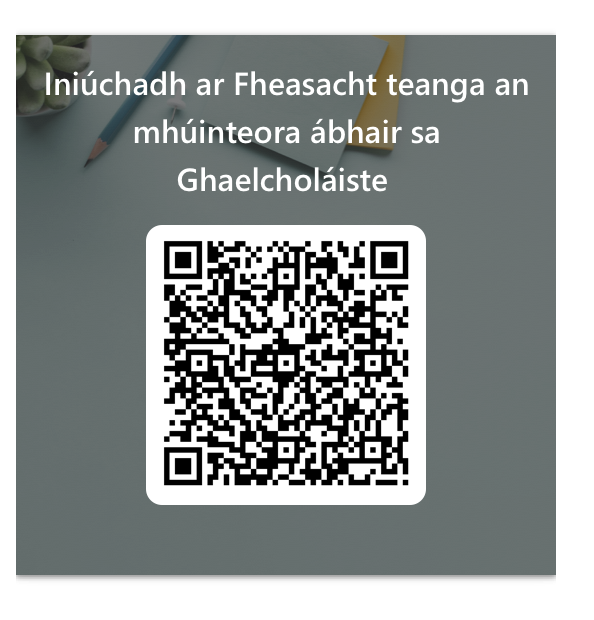 Iniúchadh ar Fheasacht teanga an
mhúinteora ábhair sa
Ghaelcholáiste